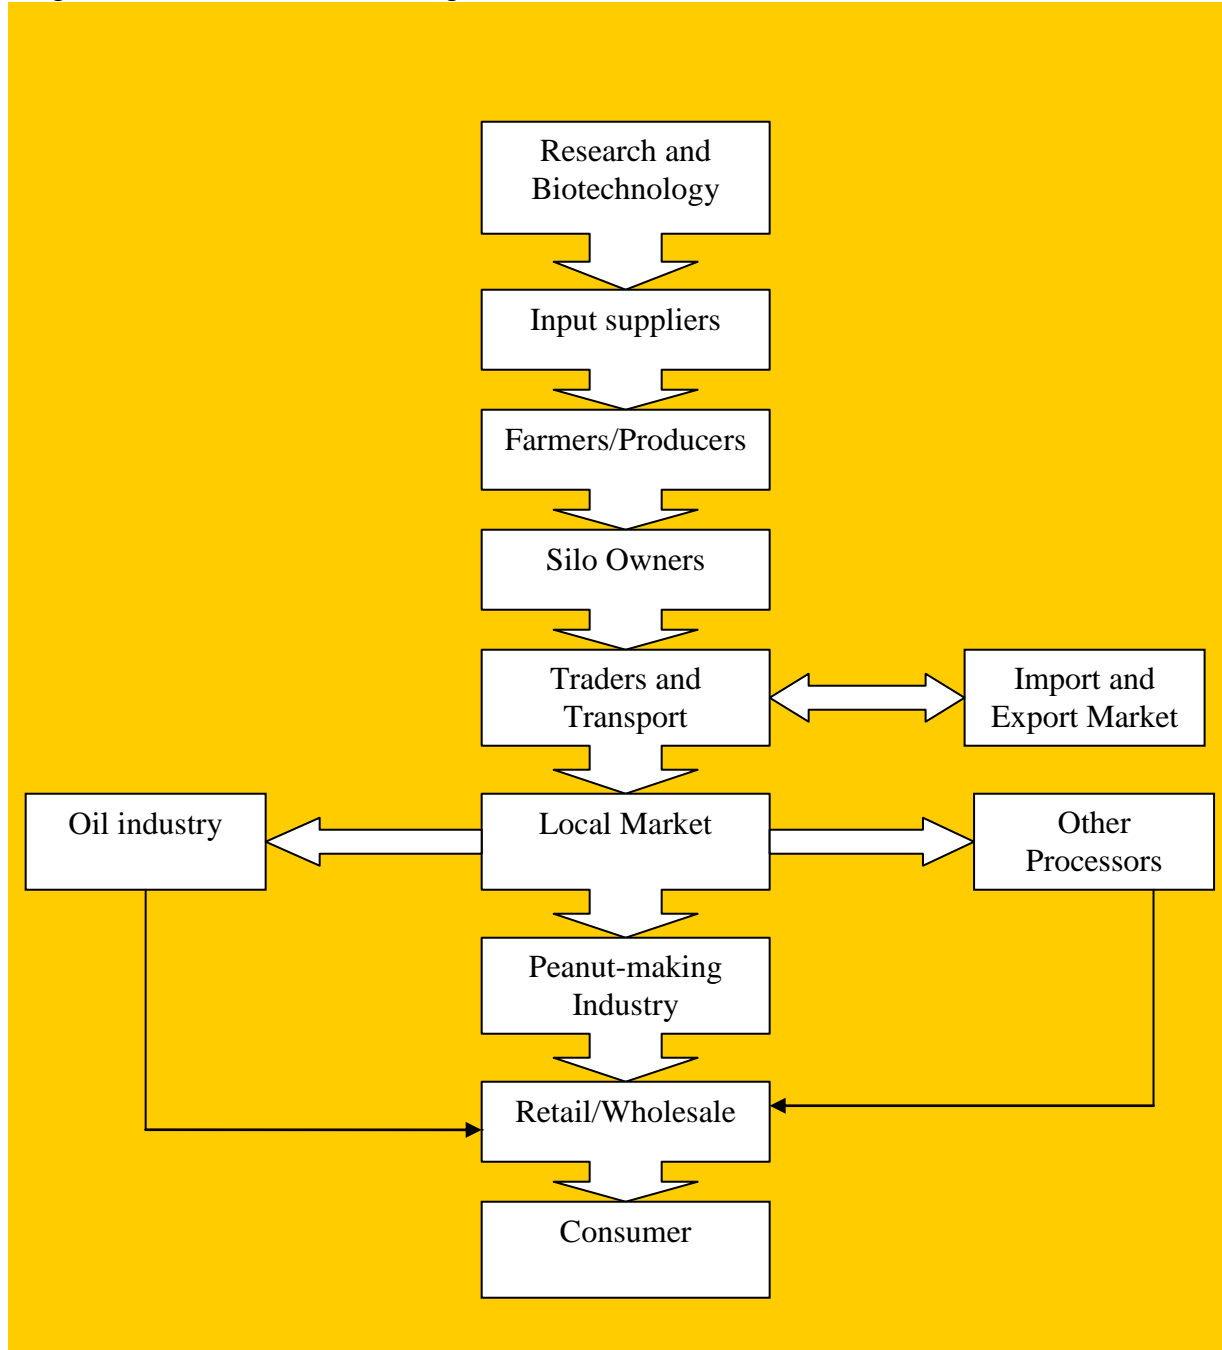 Research and
Biotechnology
Input suppliers
Farmers/Producers
Silo Owners
Traders and
Transport
Import and
Export Market
Oil industry
Local Market
Other
Processors
Peanut-making
Industry
Retail/Wholesale
Consumer